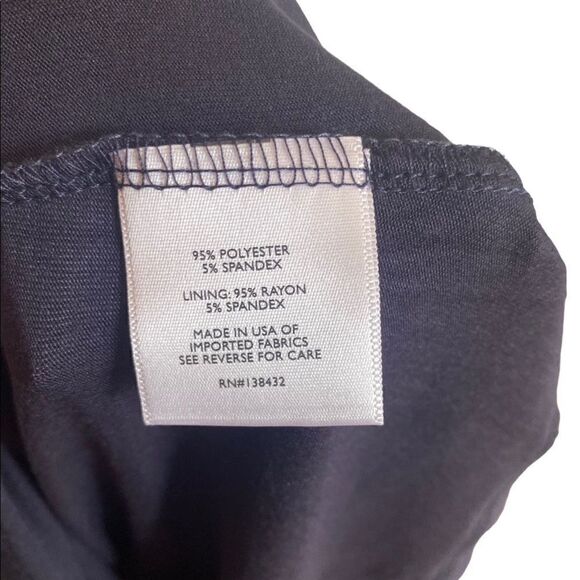 95% POLYESTER
5% SPANDEX
LINING: 95% RAYON
5% SPANDEX
MADE IN USA OF
IMPORTED FABRICS
SEE REVERSE FOR CARE
RN#138432